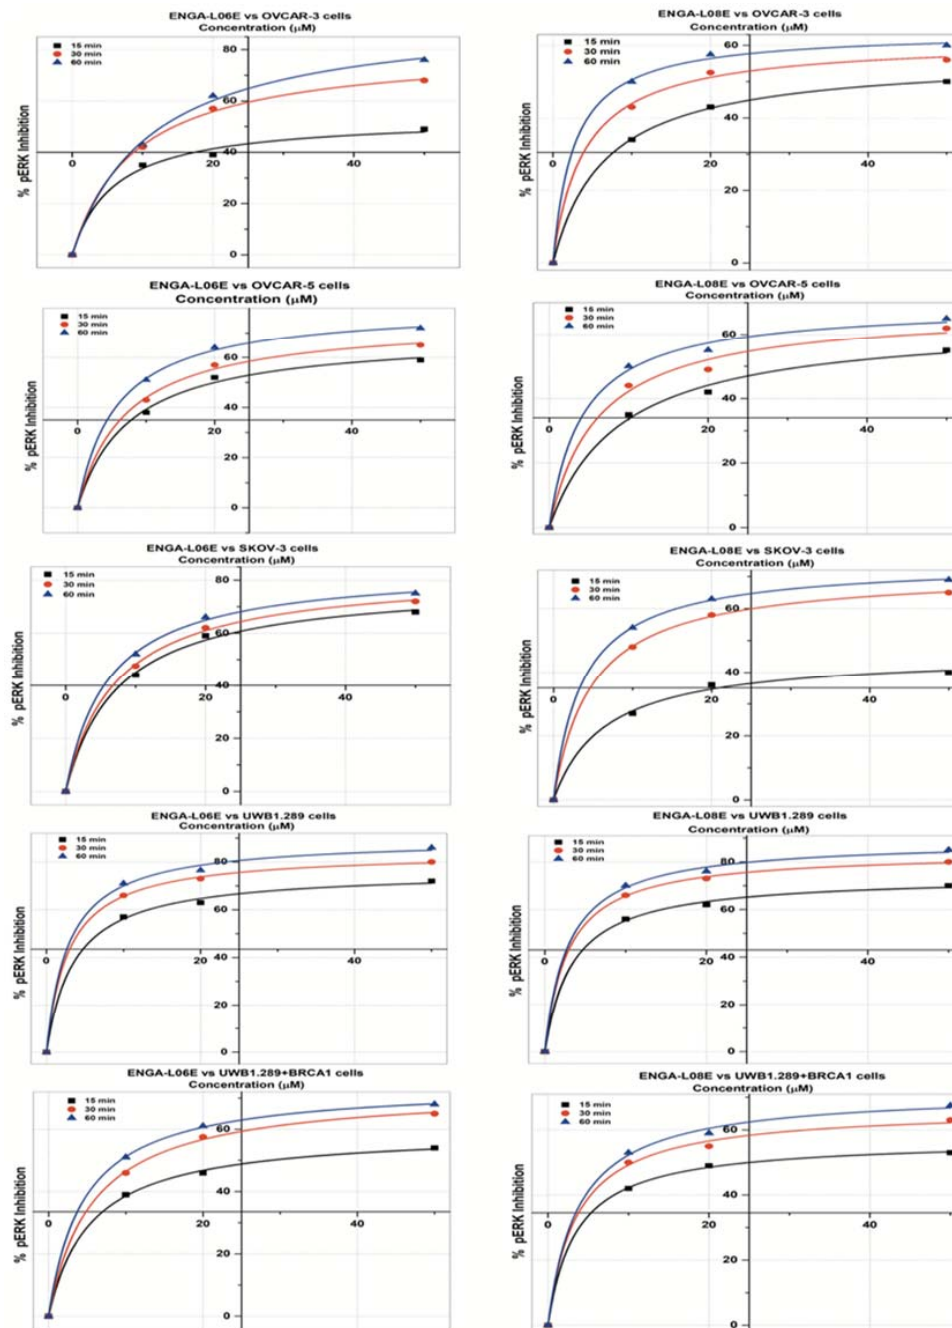 ENGA-L06E vs OVCAR-3 cells
Concentration (µM)
15 min
30 min
60 min
% pERK Inhibition
80
60
40
20
0
0
20
40
ENGA-L08E vs OVCAR-3 cells
Concentration (µM)
15 min
30 min
60 min
% pERK Inhibition
60
40
20
0
0
20
40
ENGA-L06E vs OVCAR-5 cells
Concentration (µM)
15 min
30 min
60 min
% pERK Inhibition
60
40
20
0
0
20
40
ENGA-L08E vs OVCAR-5 cells
Concentration (µM)
15 min
30 min
60 min
% pERK Inhibition
60
40
20
0
0
20
40
ENGA-L06E vs SKOV-3 cells
Concentration (µM)
15 min
30 min
60 min
% pERK Inhibition
80
60
40
20
0
0
20
40
ENGA-L08E vs SKOV-3 cells
Concentration (µM)
15 min
30 min
60 min
% pERK Inhibition
60
40
20
0
0
20
40
ENGA-L06E vs UWB1.289 cells
Concentration (µM)
15 min
30 min
60 min
% pERK Inhibition
80
60
40
20
0
0
20
40
ENGA-L08E vs UWB1.289 cells
Concentration (µM)
15 min
30 min
60 min
% pERK Inhibition
80
60
40
20
0
0
20
40
ENGA-L06E vs UWB1.289+BRCA1 cells
Concentration (µM)
15 min
30 min
60 min
% pERK Inhibition
60
40
20
0
0
20
40
ENGA-L08E vs UWB1.289+BRCA1 cells
Concentration (µM)
15 min
30 min
60 min
% pERK Inhibition
60
40
20
0
0
20
40